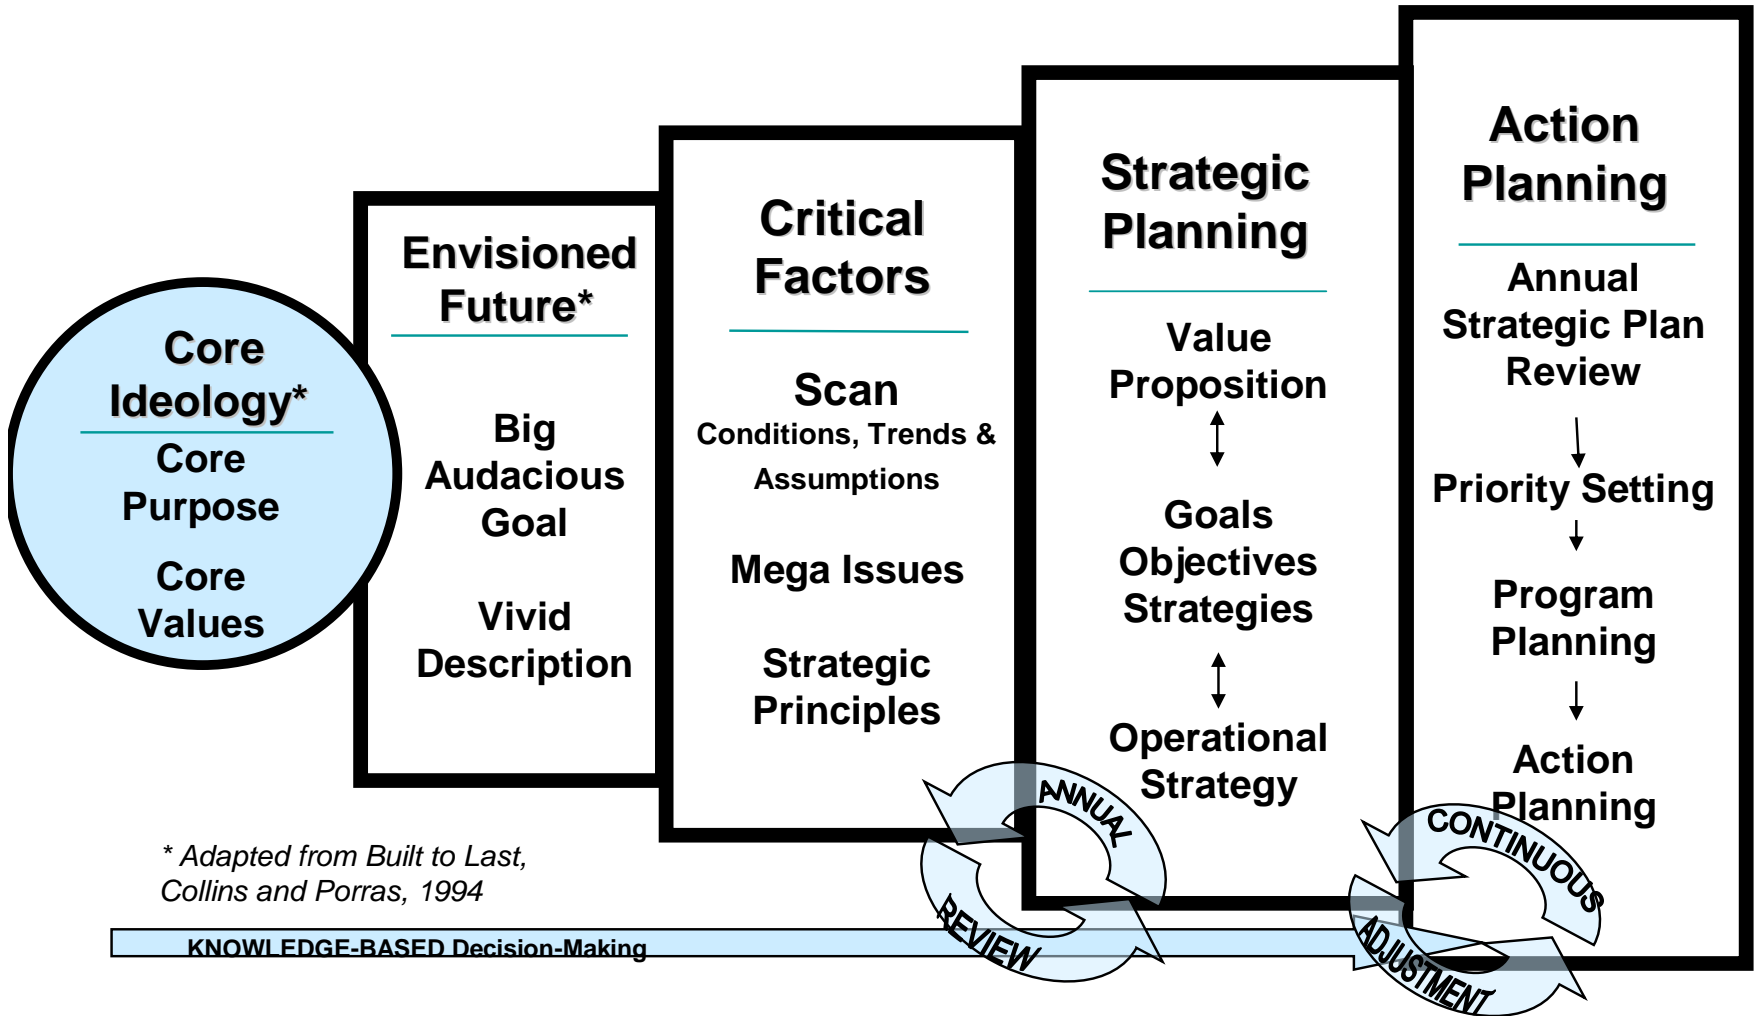 Core
Ideology*
Core
Purpose
Core
Values
Envisioned
Future*
Big
Audacious
Goal
Vivid
Description
Critical
Factors
Scan
Conditions, Trends &
Assumptions
Mega Issues
Strategic
Principles
Strategic
Planning
Value
Proposition
Goals
Objectives
Strategies
Operational
Strategy
Action
Planning
Annual
Strategic Plan
Review
Priority Setting
Program
Planning
Action
Planning
ANNUAL
REVIEW
CONTINUOUS
ADJUSTMENT
* Adapted from Built to Last,
Collins and Porras, 1994
KNOWLEDGE-BASED Decision-Making